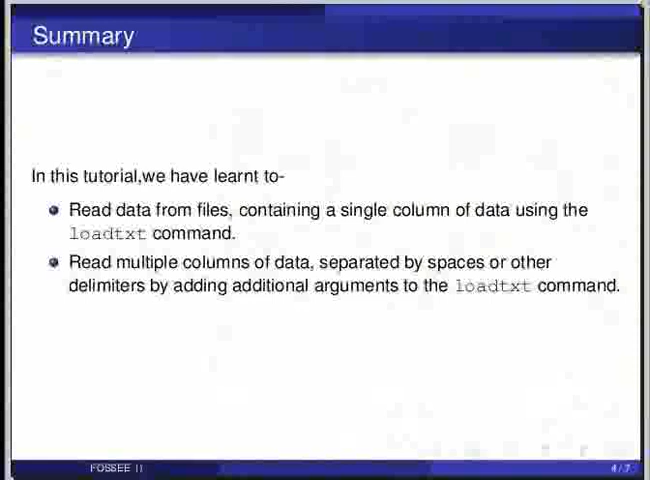 Summary
In this tutorial,we have learnt to-
Read data from files, containing a single column of data using the
loadtxt command.
Read multiple columns of data, separated by spaces or other
delimiters by adding additional arguments to the loadtxt command.
FOSSEE
4 / 7